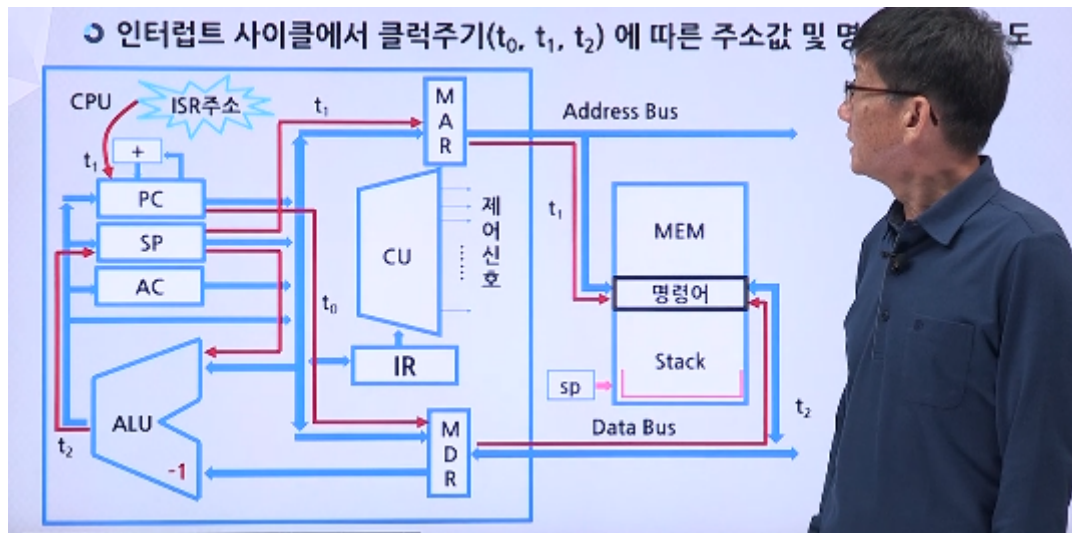 인터럽트 사이클에서 클럭주기(t0, t1, t2) 에 따른 주소값 및 명
도
CPU
ISR주소
t1
+
t1
PC
SP
AC
ALU
-1
t2
t0
MAR
CU
제어신호
IR
MDR
Address Bus
t1
MEM
명령어
Stack
sp
Data Bus
t2